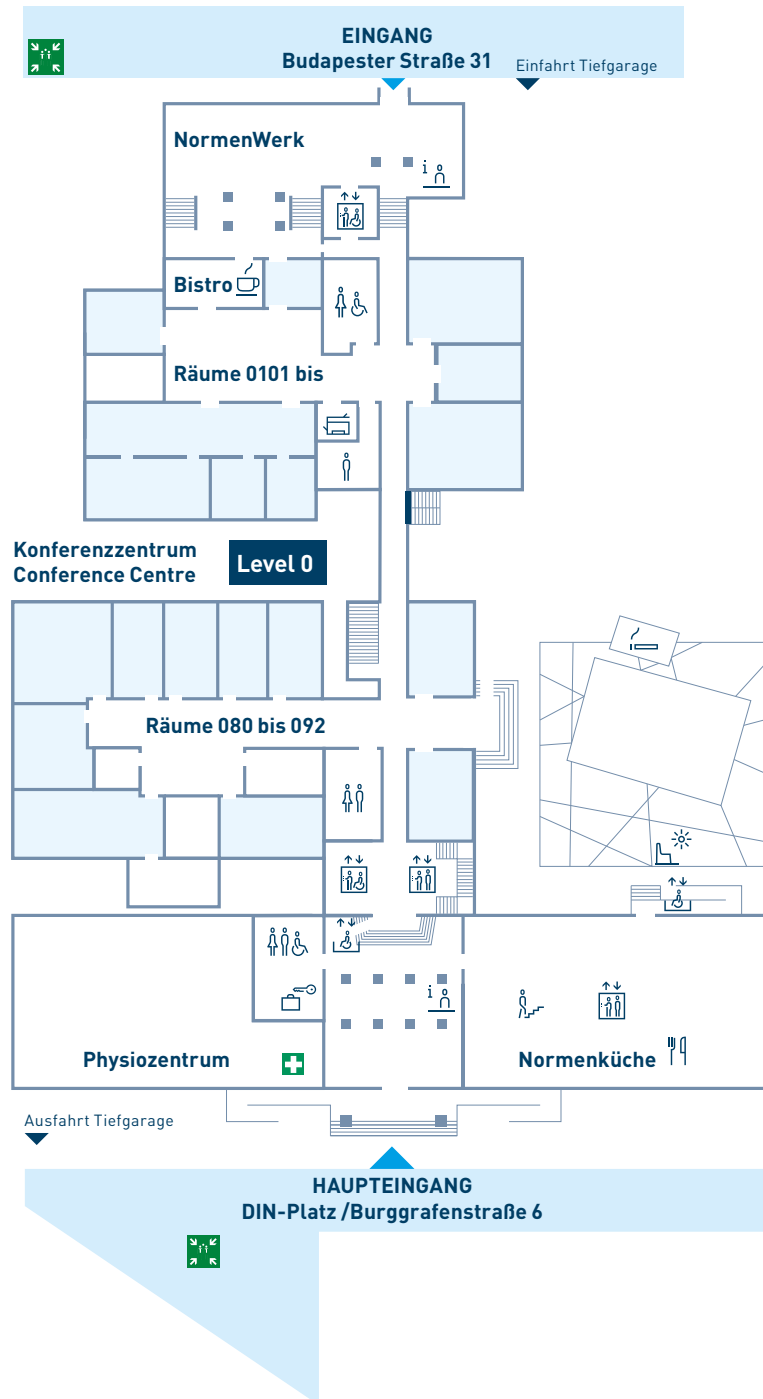 EINGANG
Budapester Straße 31
Einfahrt Tiefgarage
NormenWerk
i
Bistro
Räume 0101 bis
Konferenzzentrum
Conference Centre
Level 0
Räume 080 bis 092
i
Physiozentrum
Normenküche
Ausfahrt Tiefgarage
HAUPTEINGANG
DIN-Platz /Burggrafenstraße 6